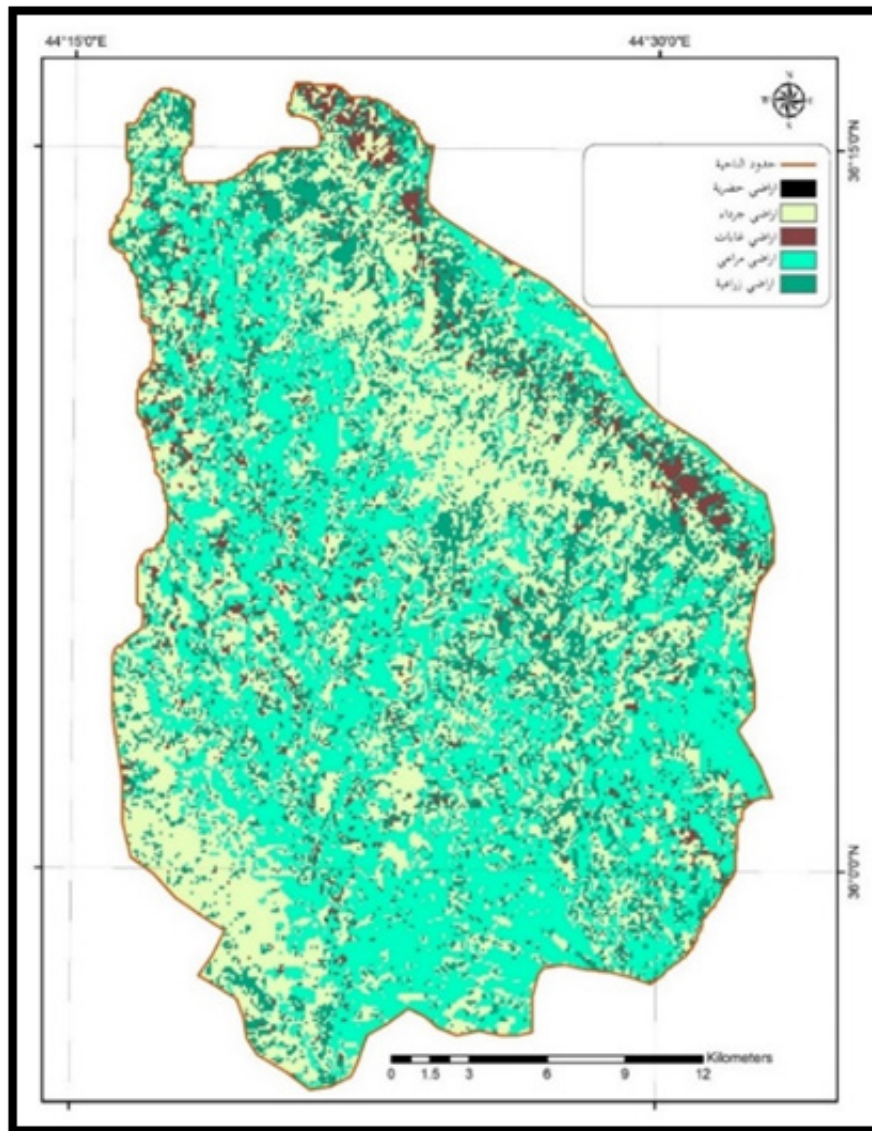 44°15'0"E
44°30'0"E
N
W E
S
36°15'0"N
حدود الناحية
اراضي حضرية
اراضي جرداء
اراضي غابات
اراضي مراعي
اراضي زراعية
36°0'0"N
Kilometers
0 1.5 3 6 9 12